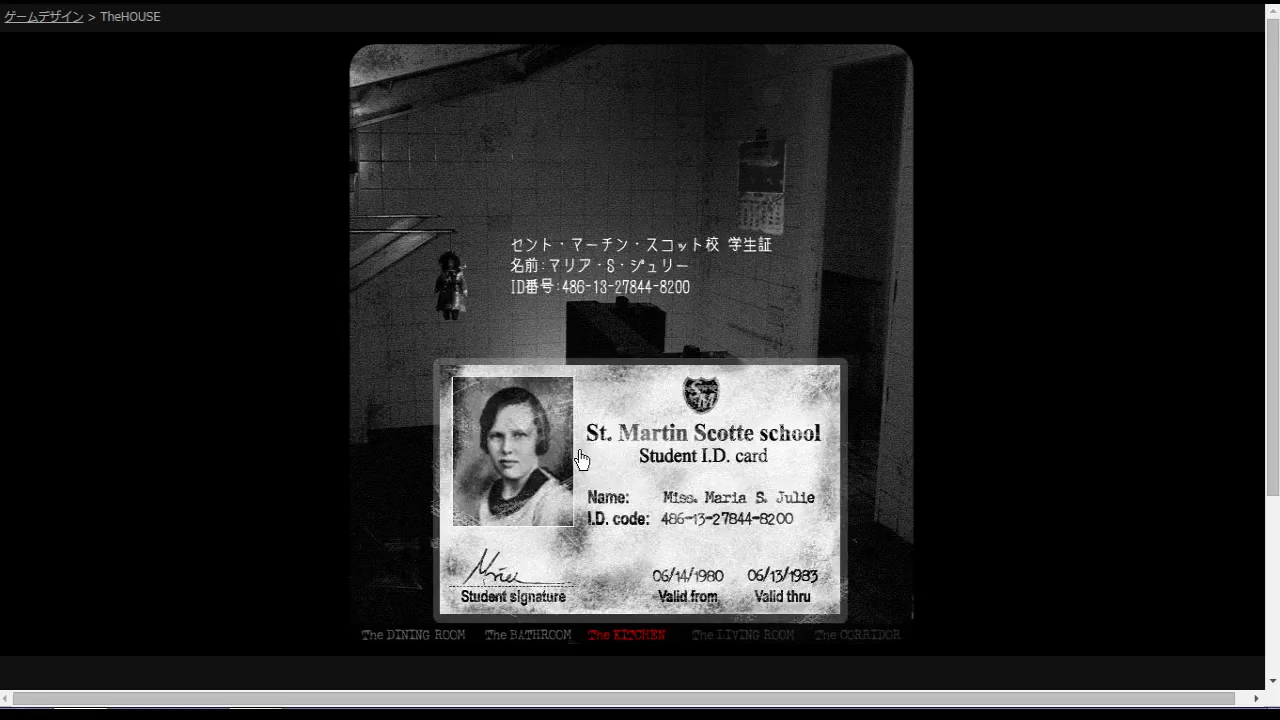 ゲームデザイン > TheHOUSE
セント・マーチン・スコット校 学生証
名前:マリア・S・ジュリー
ID番号:486-13-27844-8200
SM
St. Martin Scotte school
Student I.D. card
Name: Miss. Maria S. Julie
I.D. code: 486-13-27844-8200
06/14/1980 06/13/1983
Student signature Valid from Valid thru
The DINING ROOM The BATHROOM The KITCHEN The LIVING ROOM The CORRIDOR